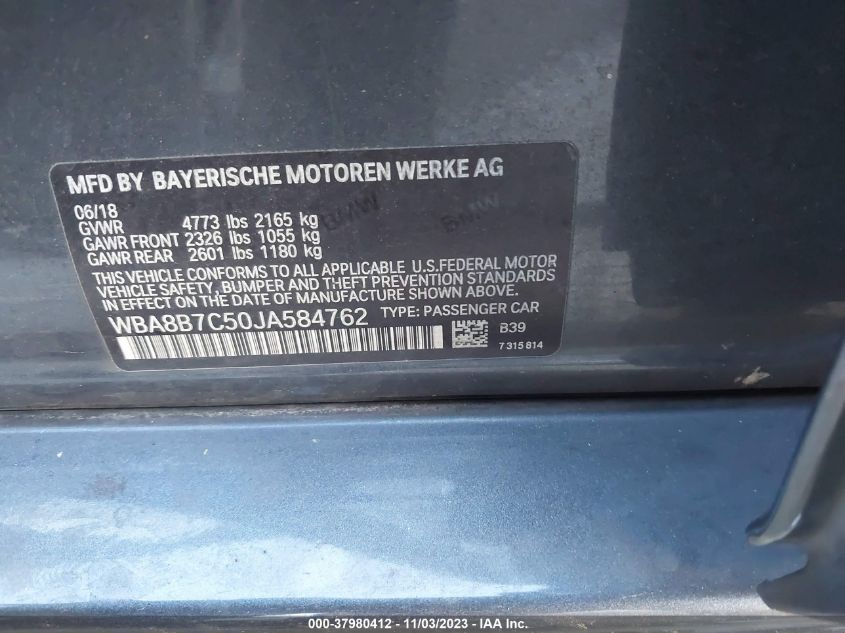 MFD BY BAYERISCHE MOTOREN WERKE AG
06/18
GVWR 4773 lbs 2165 kg
GAWR FRONT 2326 lbs 1055 kg
GAWR REAR 2601 lbs 1180 kg
THIS VEHICLE CONFORMS TO ALL APPLICABLE U.S.FEDERAL MOTOR
VEHICLE SAFETY, BUMPER AND THEFT PREVENTION STANDARDS
IN EFFECT ON THE DATE OF MANUFACTURE SHOWN ABOVE.
WBA8B7C50JA584762 TYPE: PASSENGER CAR
B39
7 315 814
BMW BMW
000-37980412 - 11/03/2023 - IAA Inc.